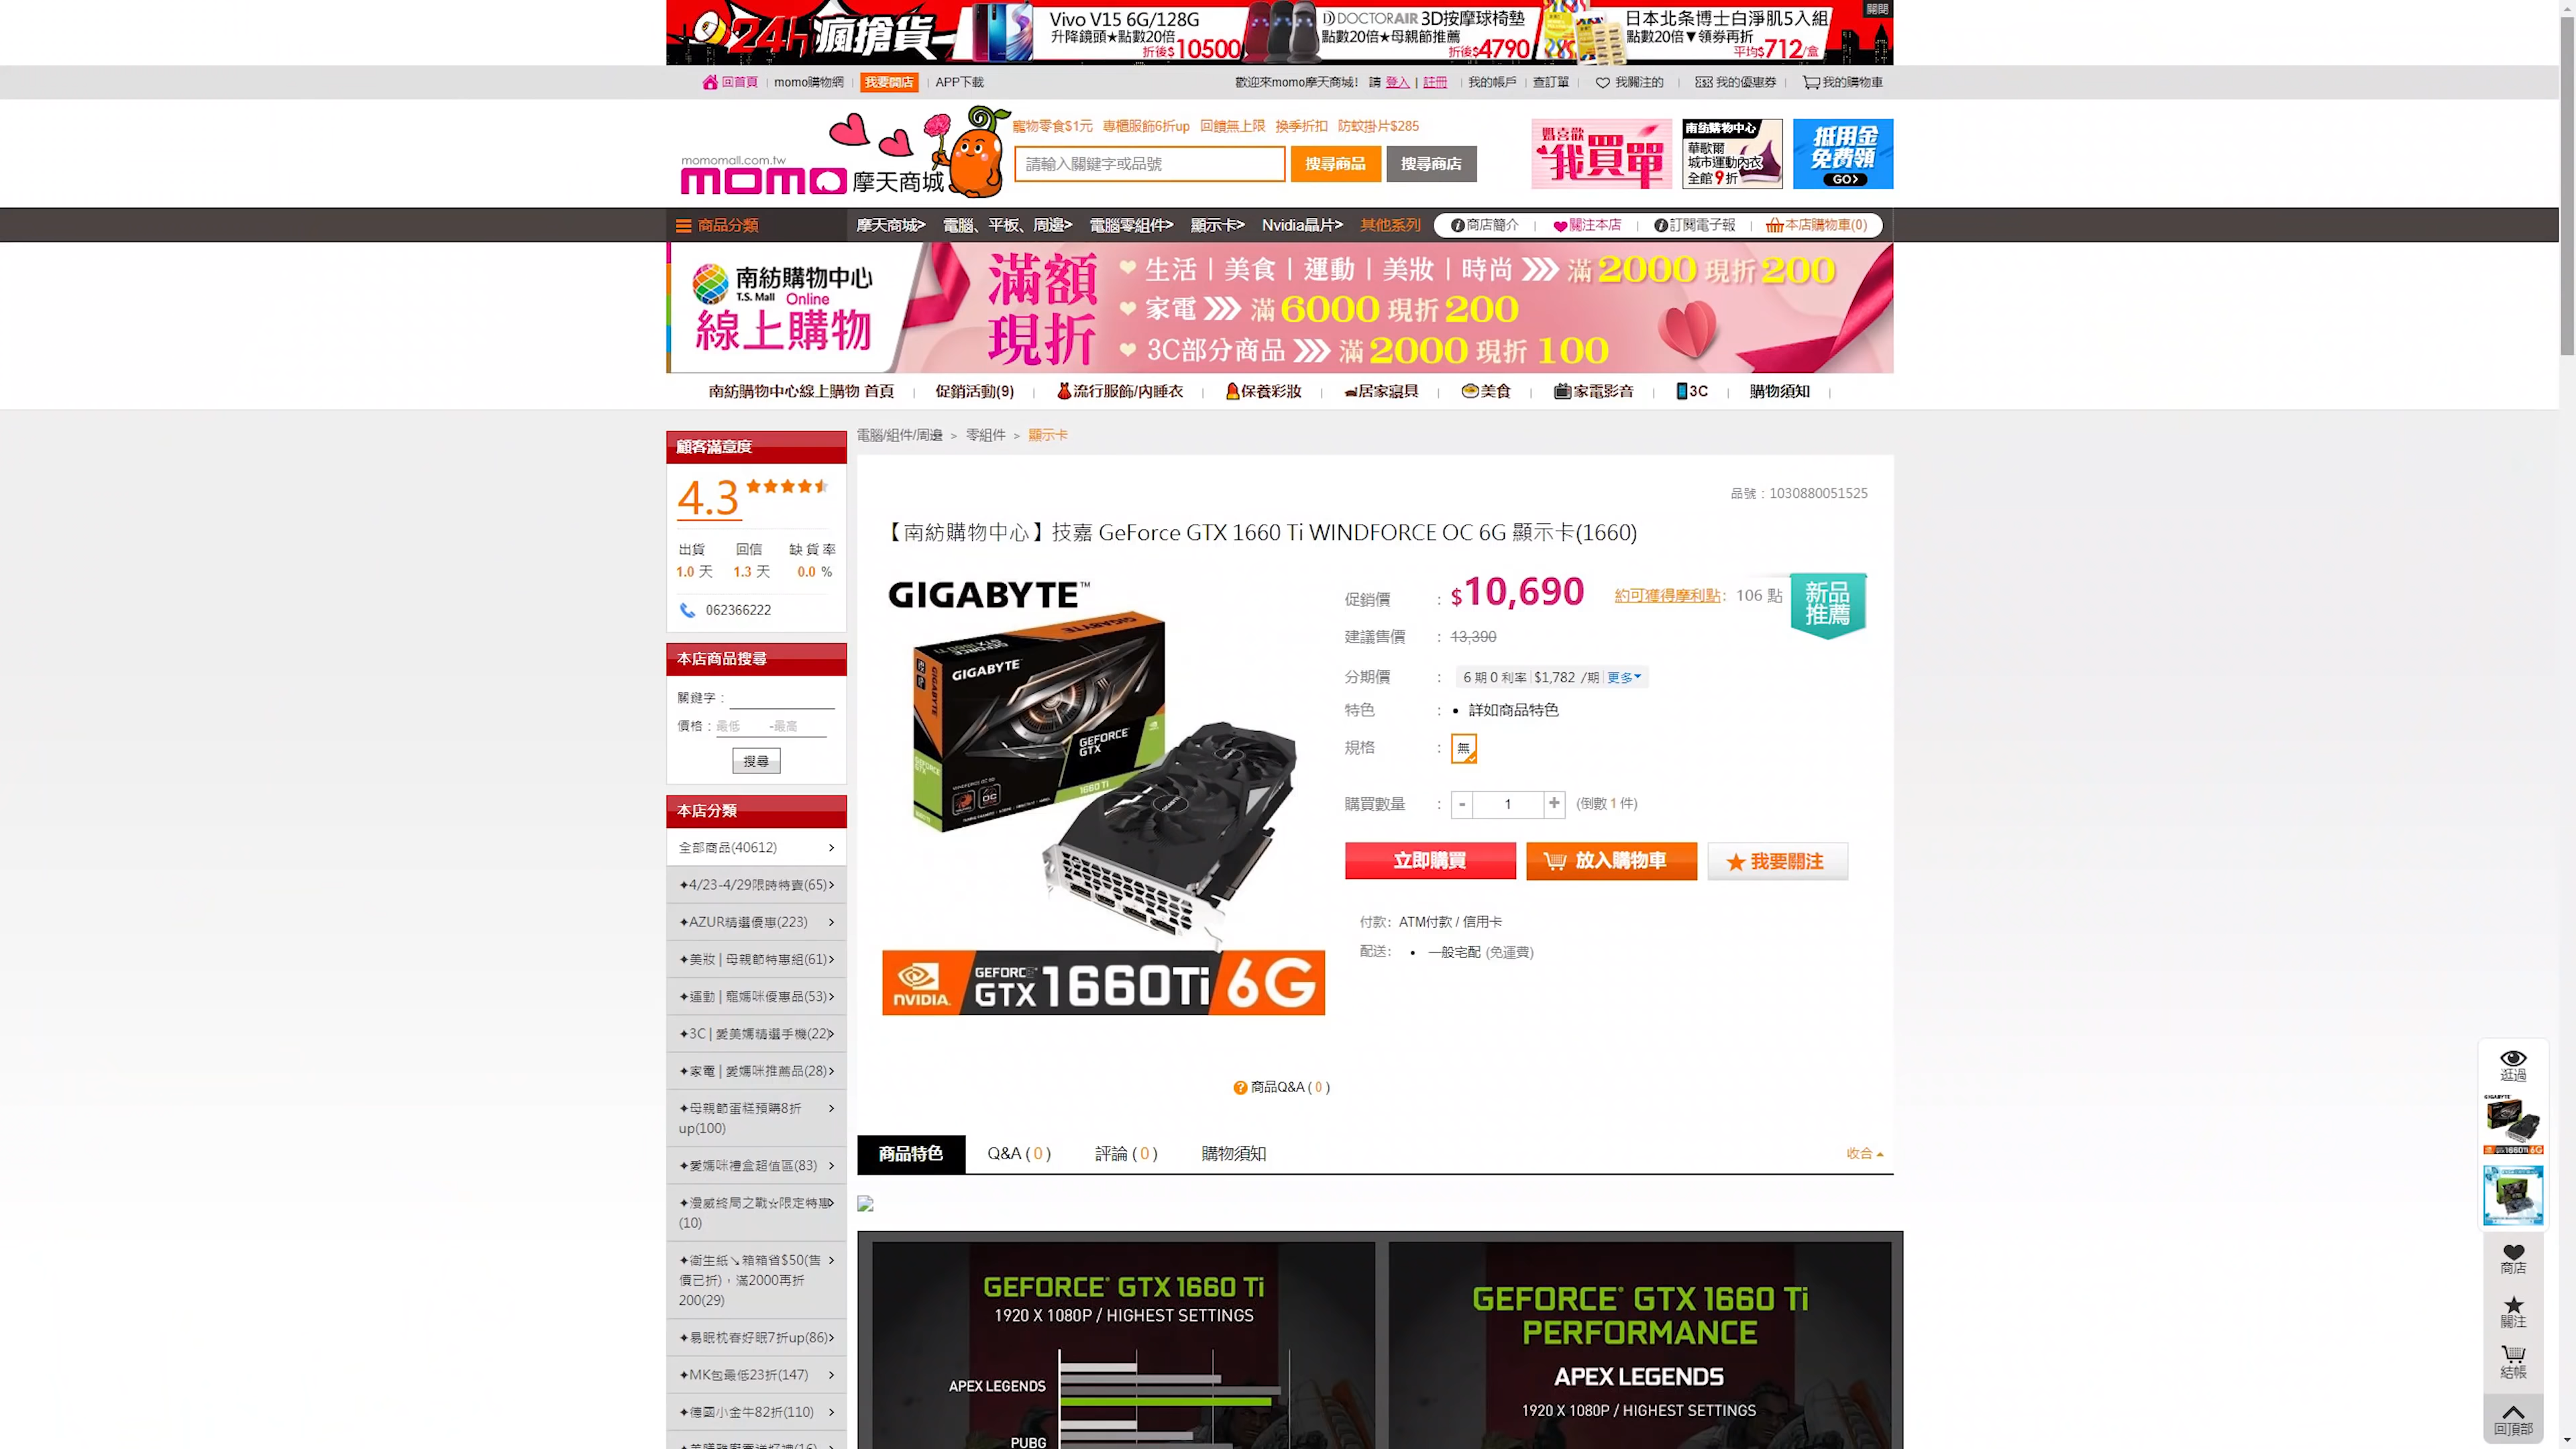 24h瘋搶貨
Vivo V15 6G/128G
升降鏡頭★點數20倍
折後$10500
DOCTORAIR 3D按摩球椅墊
點數20倍★母親節推薦
折後$4790
日本北条博士白淨肌5入組
點數20倍▼領券再折
平均$712/盒
關閉
回首頁 | momo購物網 | 我要開店 | APP下載
歡迎來momo摩天商城! 請 登入 | 註冊 | 我的帳戶 | 查訂單 | 我關注的 | 我的優惠券 | 我的購物車
momomall.com.tw
momo摩天商城
寵物零食$1元 專櫃服飾6折up 回饋無上限 換季折扣 防蚊掛片$285
請輸入關鍵字或品號
搜尋商品
搜尋商店
媽喜歡
我買單
南紡購物中心
華歌爾
城市運動內衣
全館9折
抵用金
免費領
GO>
商品分類
摩天商城> 電腦、平板、周邊> 電腦零組件> 顯示卡> Nvidia晶片> 其他系列
商店簡介 | 關注本店 | 訂閱電子報 | 本店購物車(0)
南紡購物中心
T.S. Mall Online
線上購物
滿額
現折
生活 | 美食 | 運動 | 美妝 | 時尚 滿2000現折200
家電 滿6000現折200
3C部分商品 滿2000現折100
南紡購物中心線上購物 首頁 | 促銷活動(9) | 流行服飾/內睡衣 | 保養彩妝 | 居家寢具 | 美食 | 家電影音 | 3C | 購物須知 |
顧客滿意度
4.3
出貨 回信 缺貨率
1.0 天 1.3 天 0.0 %
062366222
本店商品搜尋
關鍵字:
價格: 最低 -最高
搜尋
本店分類
全部商品(40612)
✦4/23-4/29限時特賣(65)
✦AZUR精選優惠(223)
✦美妝 | 母親節特惠組(61)
✦運動 | 寵媽咪優惠品(53)
✦3C | 愛美媽精選手機(22)
✦家電 | 愛媽咪推薦品(28)
✦母親節蛋糕預購8折
up(100)
✦愛媽咪禮盒超值區(83)
✦漫威終局之戰☆限定特惠
(10)
✦衛生紙↘箱箱省$50(售
價已折)，滿2000再折
200(29)
✦易眠枕春好眠7折up(86)
✦MK包最低23折(147)
✦德國小金牛82折(110)
電腦/組件/周邊 > 零組件 > 顯示卡
品號：1030880051525
【南紡購物中心】技嘉 GeForce GTX 1660 Ti WINDFORCE OC 6G 顯示卡(1660)
GIGABYTE™
GIGABYTE
GIGABYTE
GEFORCE
GTX
1660 Ti
OC
NVIDIA.
GEFORCE
GTX 1660Ti 6G
促銷價 : $10,690 約可獲得摩利點： 106 點
新品
推薦
建議售價 : 13,390
分期價 : 6 期 0 利率 | $1,782 /期 | 更多
特色 : • 詳如商品特色
規格 : 無
購買數量 : - 1 + (倒數 1 件)
立即購買
放入購物車
★ 我要關注
付款： ATM付款 / 信用卡
配送： • 一般宅配 (免運費)
商品Q&A ( 0 )
商品特色 Q&A ( 0 ) 評論 ( 0 ) 購物須知
收合
GEFORCE® GTX 1660 Ti
1920 X 1080P / HIGHEST SETTINGS
APEX LEGENDS
PUBG
GEFORCE® GTX 1660 Ti
PERFORMANCE
APEX LEGENDS
1920 X 1080P / HIGHEST SETTINGS
逛過
GIGABYTE
1660Ti 6G
商店
關注
結帳
回頂部